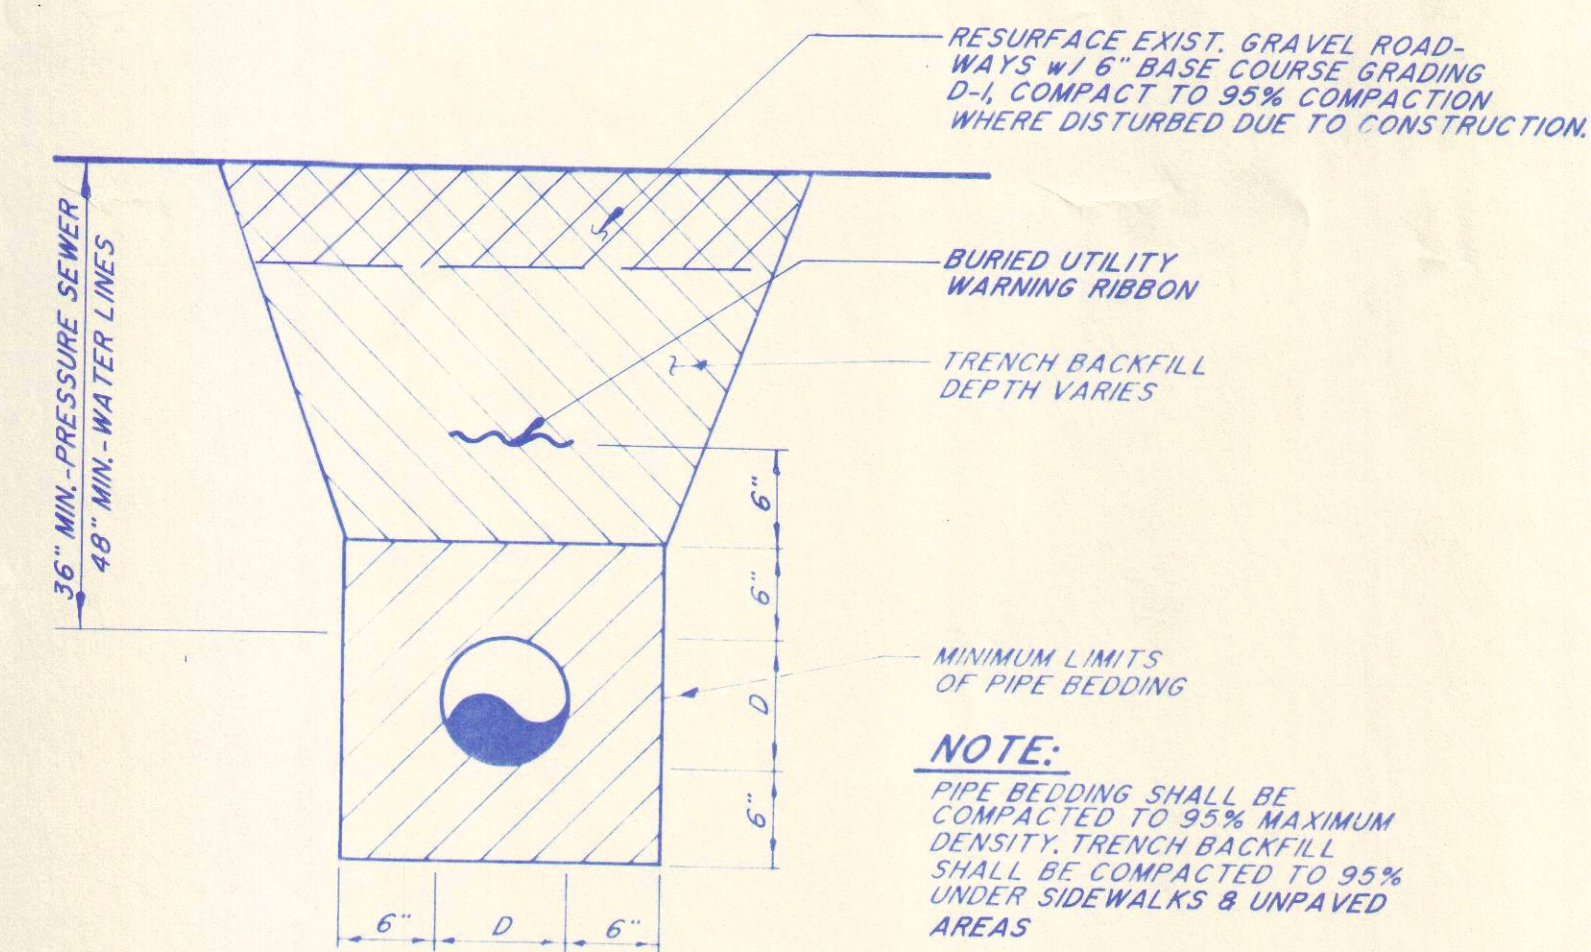 RESURFACE EXIST. GRAVEL ROAD-
WAYS w/ 6" BASE COURSE GRADING
D-1, COMPACT TO 95% COMPACTION
WHERE DISTURBED DUE TO CONSTRUCTION.
36" MIN.-PRESSURE SEWER
48" MIN.-WATER LINES
BURIED UTILITY
WARNING RIBBON
TRENCH BACKFILL
DEPTH VARIES
6"
6"
D
6"
MINIMUM LIMITS
OF PIPE BEDDING
NOTE:
PIPE BEDDING SHALL BE
COMPACTED TO 95% MAXIMUM
DENSITY. TRENCH BACKFILL
SHALL BE COMPACTED TO 95%
UNDER SIDEWALKS & UNPAVED
AREAS
6" D 6"